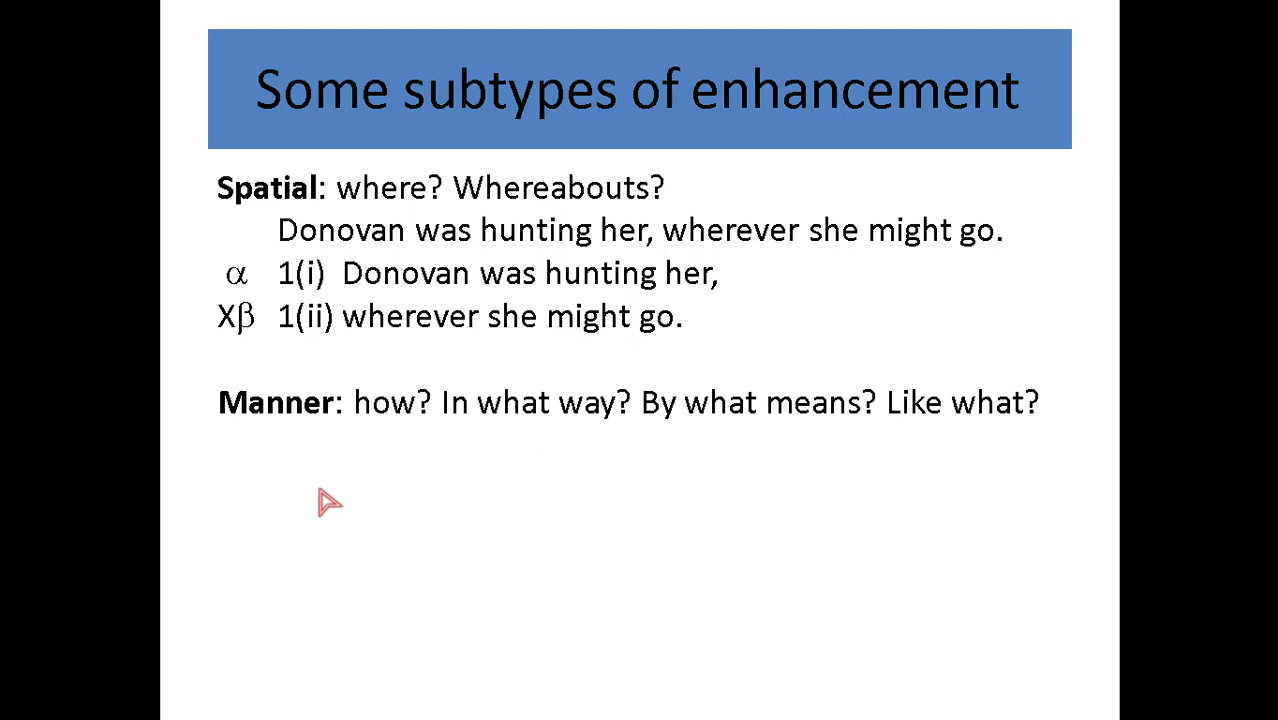 Some subtypes of enhancement
Spatial: where? Whereabouts?
Donovan was hunting her, wherever she might go.
α 1(i) Donovan was hunting her,
Xβ 1(ii) wherever she might go.
Manner: how? In what way? By what means? Like what?